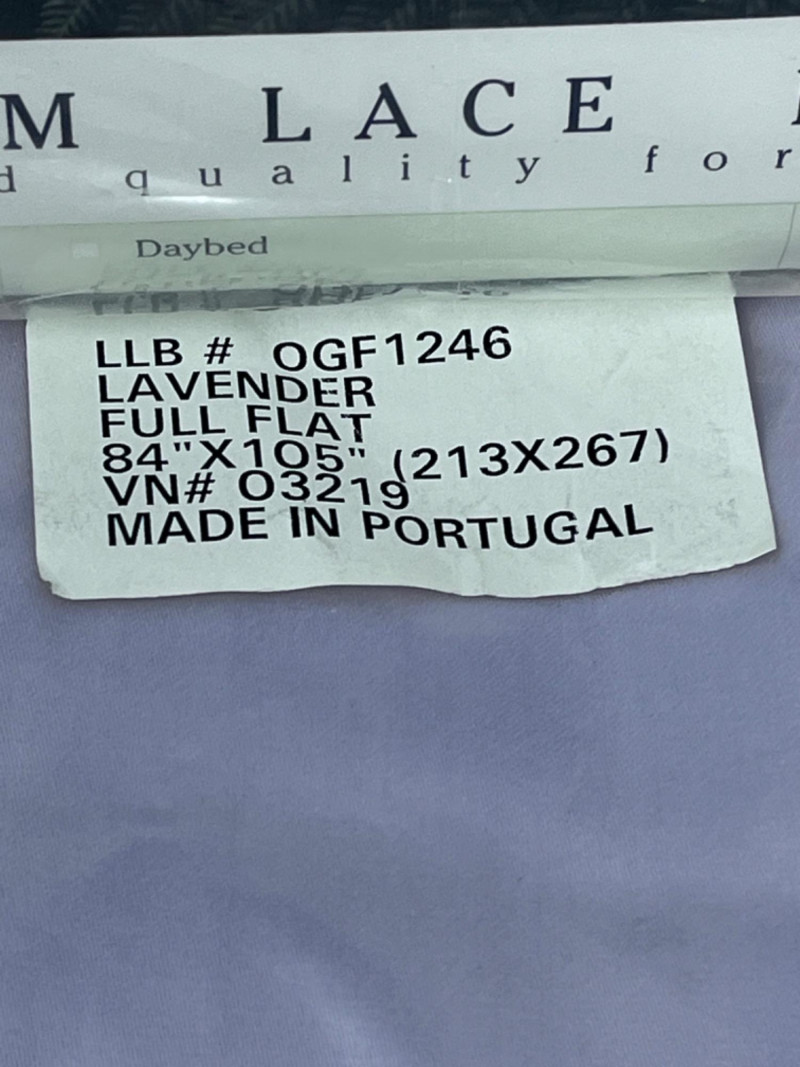 M LACE
d quality for
Daybed
LLB # OGF1246
LAVENDER
FULL FLAT
84"X105" (213X267)
VN# 03219
MADE IN PORTUGAL